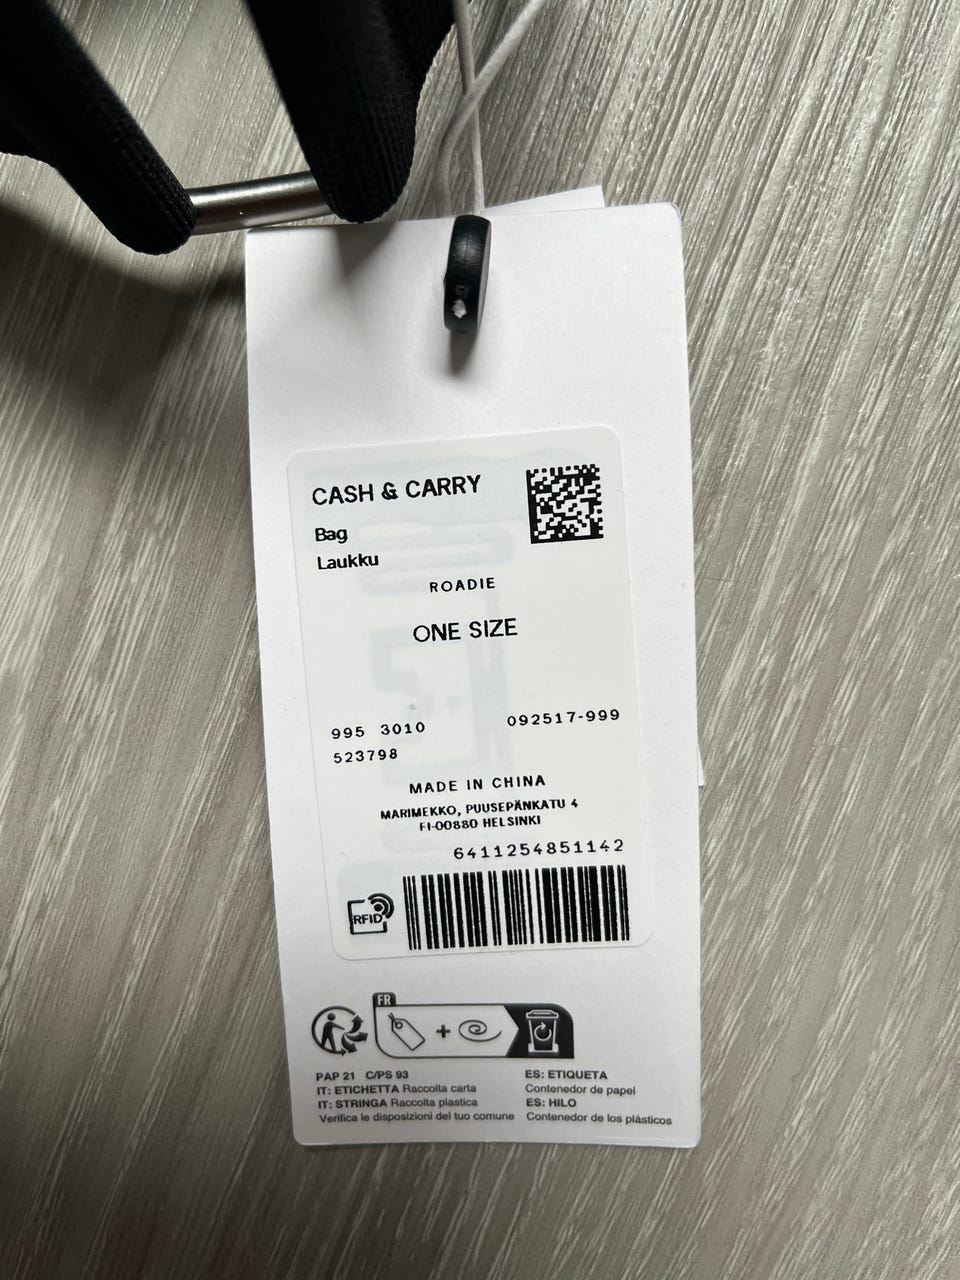 CASH & CARRY
Bag
Laukku
ROADIE
ONE SIZE
995 3010 092517-999
523798
MADE IN CHINA
MARIMEKKO, PUUSEPÄNKATU 4
FI-00880 HELSINKI
6411254851142
RFID
FR
+
PAP 21 C/PS 93
IT: ETICHETTA Raccolta carta
IT: STRINGA Raccolta plastica
Verifica le disposizioni del tuo comune
ES: ETIQUETA
Contenedor de papel
ES: HILO
Contenedor de los plásticos